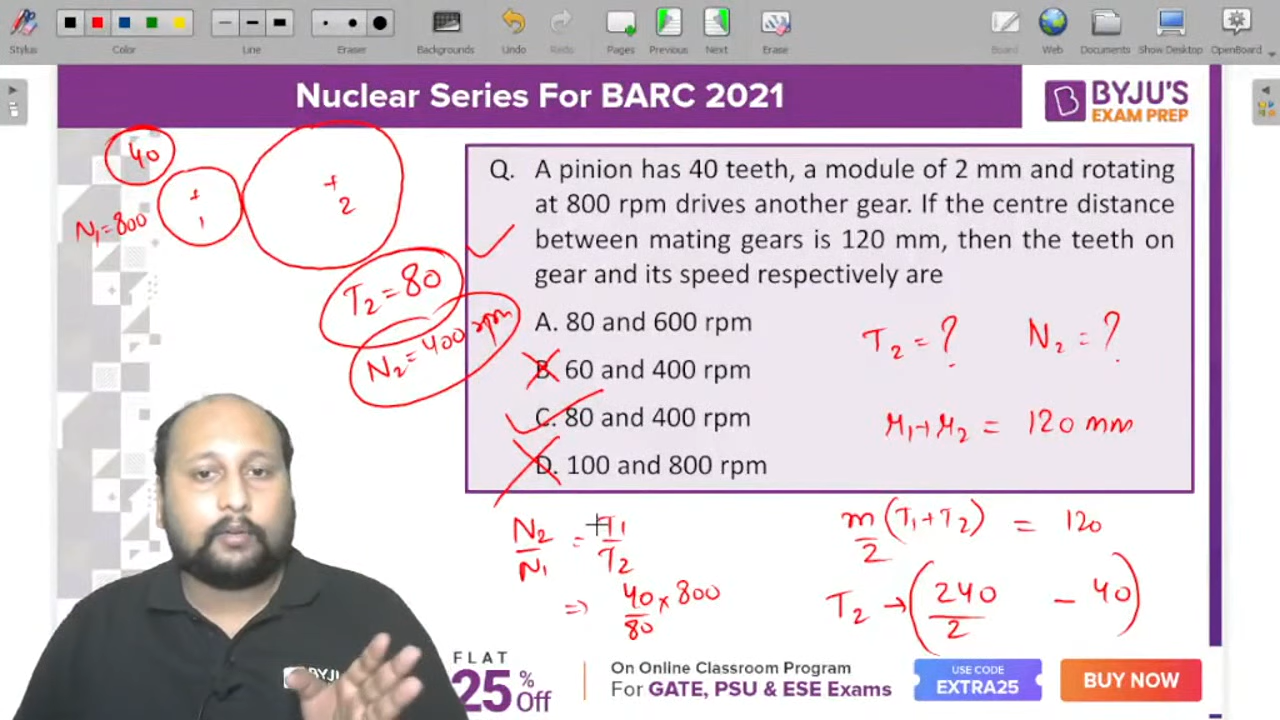 Stylus
Color
Line
Eraser
Backgrounds
Undo
Redo
Pages
Previous
Next
Erase
Board
Web
Documents
Show Desktop
OpenBoard
Nuclear Series For BARC 2021
BYJU'S
EXAM PREP
40
N₁=800
+
1
+
2
T₂=80
N₂=400 rpm
Q. A pinion has 40 teeth, a module of 2 mm and rotating
at 800 rpm drives another gear. If the centre distance
between mating gears is 120 mm, then the teeth on
gear and its speed respectively are
A. 80 and 600 rpm
B. 60 and 400 rpm
C. 80 and 400 rpm
D. 100 and 800 rpm
T₂ = ? N₂ = ?
r₁+r₂ = 120 mm
N₂/N₁ = T₁/T₂
⇒ 40/80 × 800
m/2 (T₁+T₂) = 120
T₂ → (240/2 - 40)
BYJU
FLAT
25% Off
On Online Classroom Program
For GATE, PSU & ESE Exams
USE CODE
EXTRA25
BUY NOW